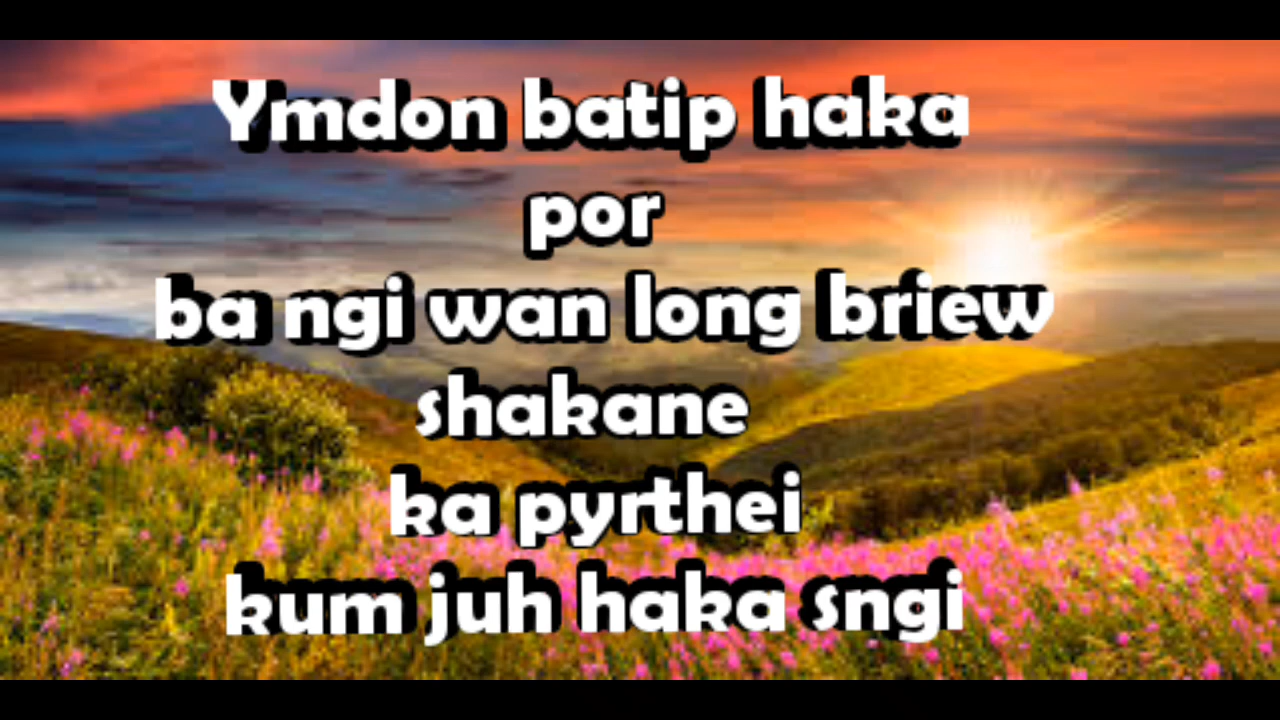 Ymdon batip haka
por
ba ngi wan long briew
shakane
ka pyrthei
kum juh haka sngi